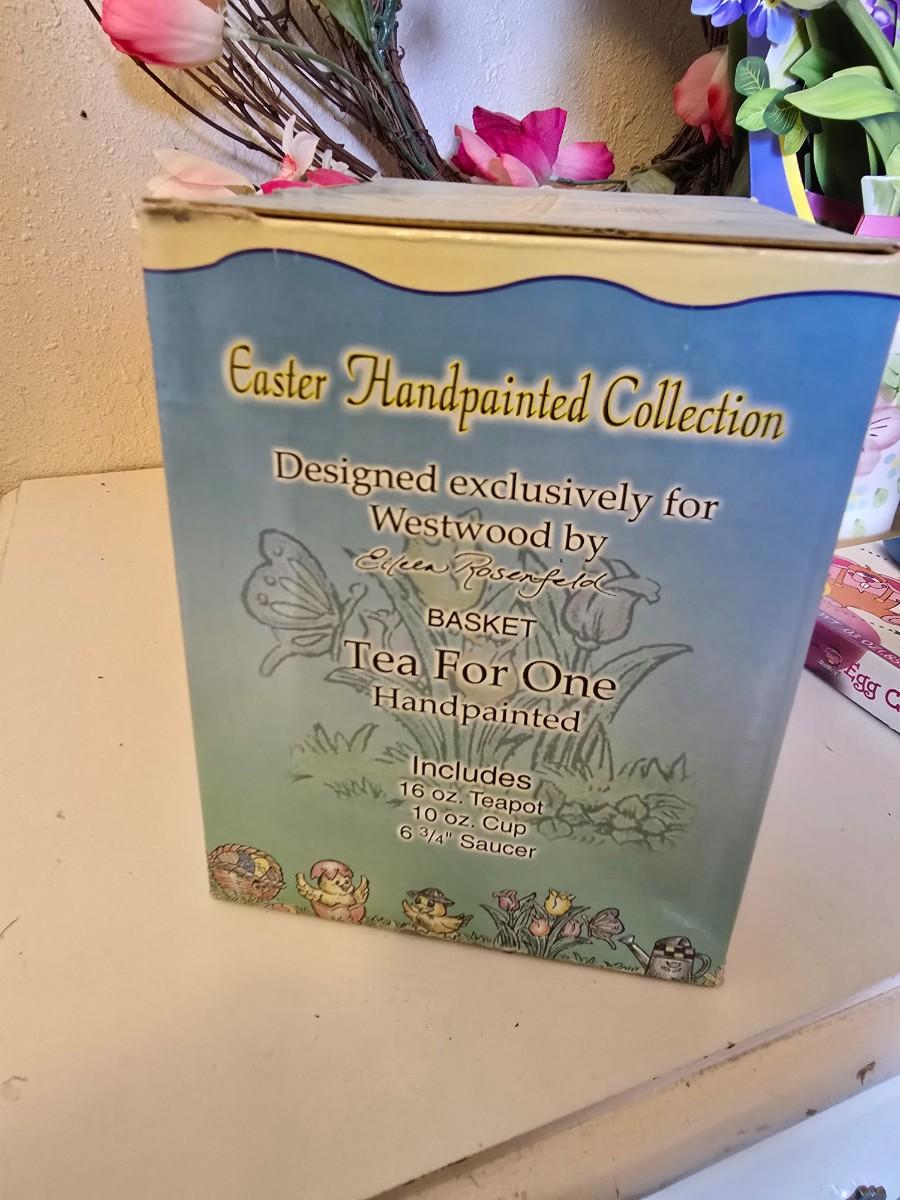 Easter Handpainted Collection
Designed exclusively for
Westwood by
Eileen Rosenfeld
BASKET
Tea For One
Handpainted
Includes
16 oz. Teapot
10 oz. Cup
6 3/4" Saucer
Egg C